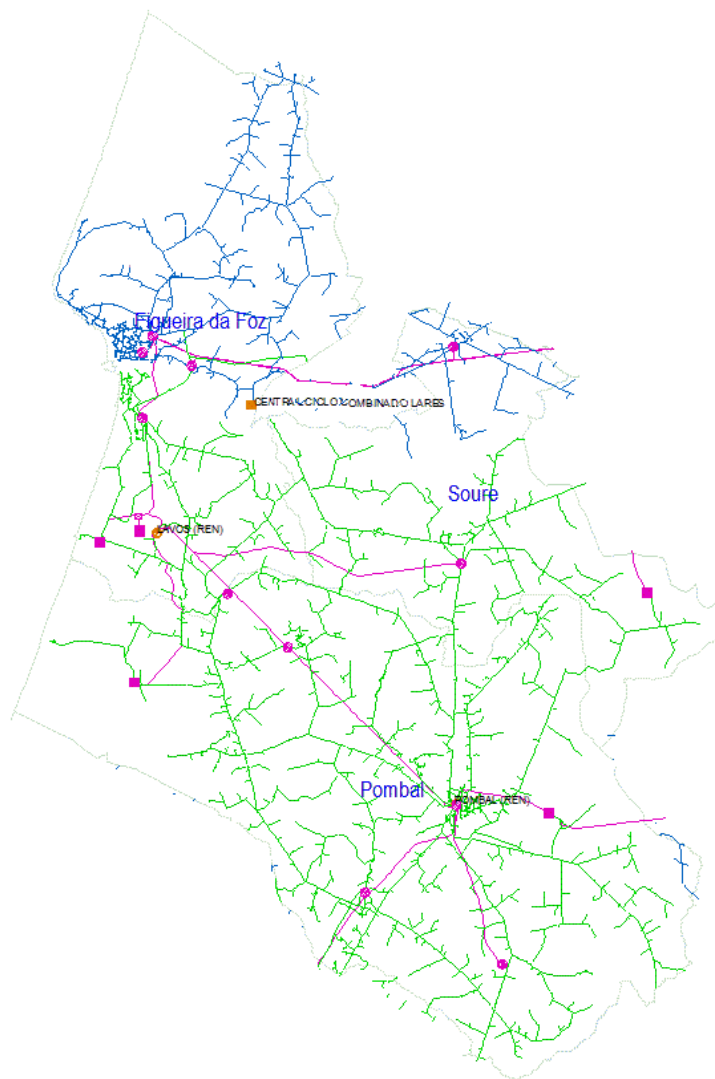 Figueira da Foz
CENTRAL CICLO COMBINADO LARES
Soure
LAVOS (REN)
Pombal
POMBAL (REN)